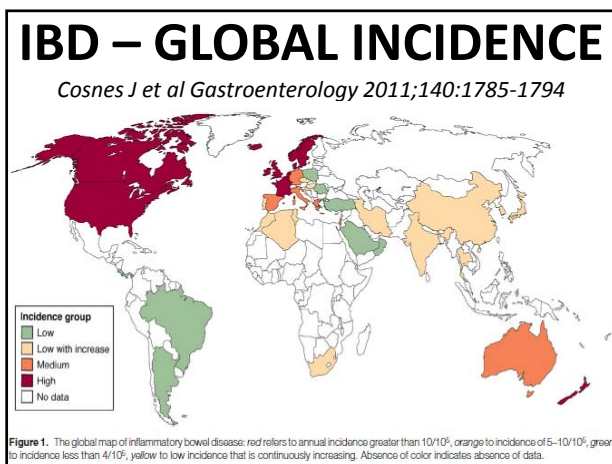 IBD – GLOBAL INCIDENCE
Cosnes J et al Gastroenterology 2011;140:1785-1794
Incidence group
Low
Low with increase
Medium
High
No data
Figure 1. The global map of inflammatory bowel disease: red refers to annual incidence greater than 10/10⁵, orange to incidence of 5–10/10⁵, green
to incidence less than 4/10⁵, yellow to low incidence that is continuously increasing. Absence of color indicates absence of data.